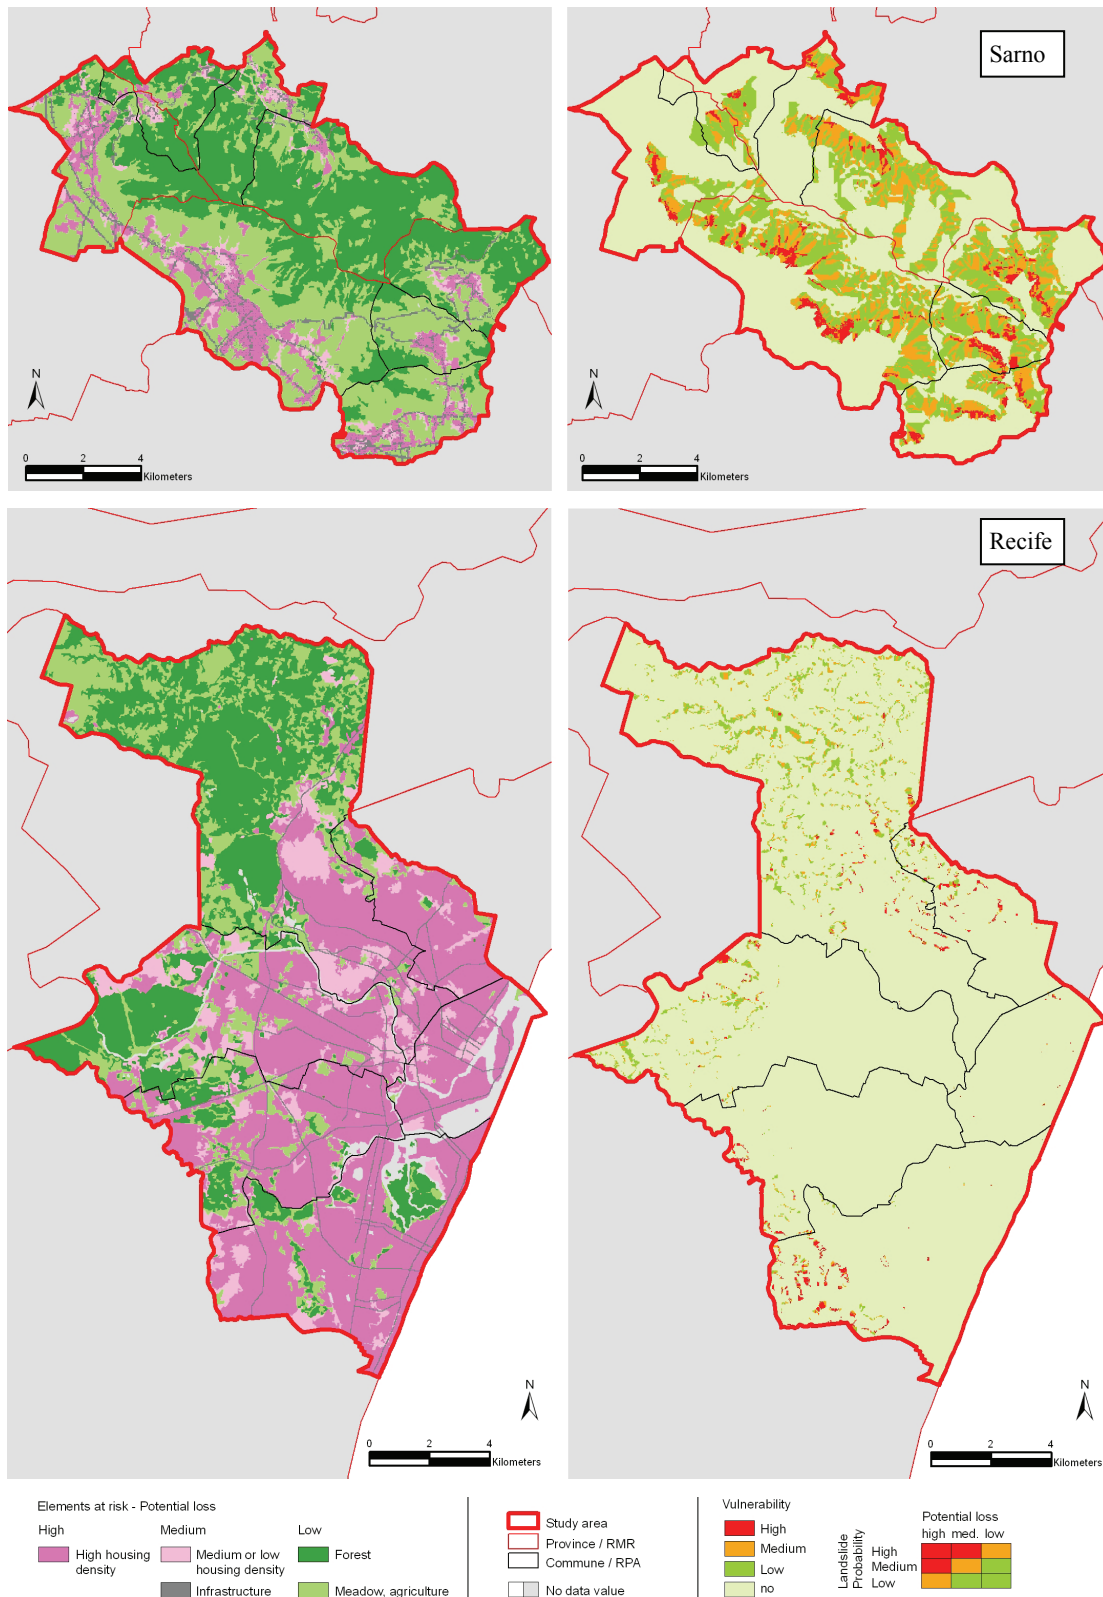 Sarno
N
0 2 4
Kilometers
N
0 2 4
Kilometers
Recife
N
0 2 4
Kilometers
N
0 2 4
Kilometers
Elements at risk - Potential loss
High Medium Low
High housing density
Medium or low housing density
Forest
Infrastructure
Meadow, agriculture
Study area
Province / RMR
Commune / RPA
No data value
Vulnerability
High
Medium
Low
no
Potential loss
high med. low
Landslide Probability
High
Medium
Low